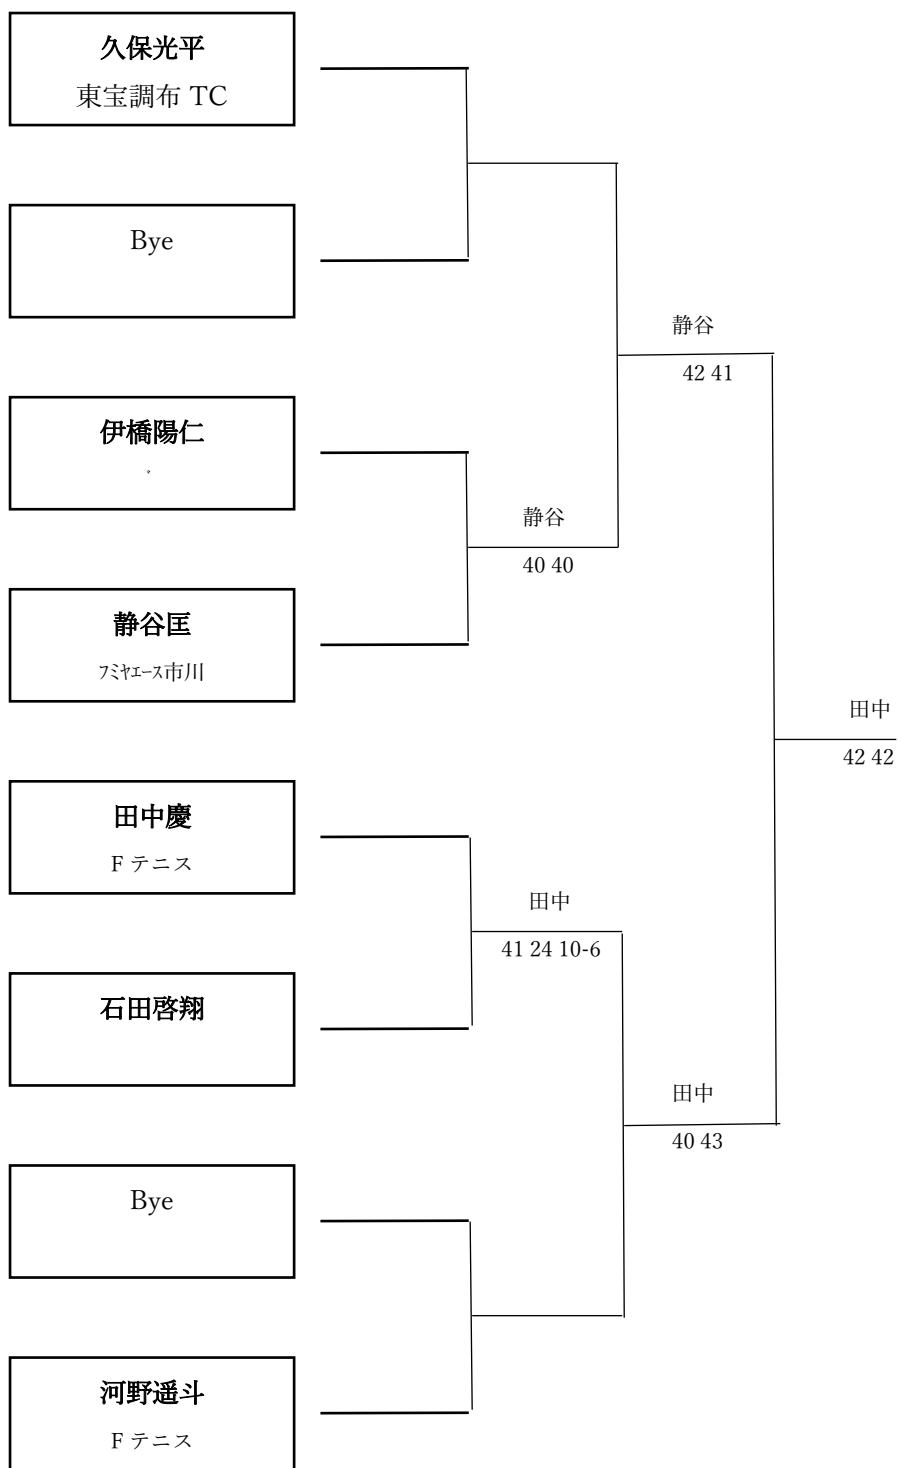 久保光平
東宝調布 TC
Bye
静谷
42 41
伊橋陽仁
静谷
40 40
静谷匡
ﾌﾐﾔｴｰｽ市川
田中
42 42
田中慶
F テニス
田中
41 24 10-6
石田啓翔
田中
40 43
Bye
河野遥斗
F テニス